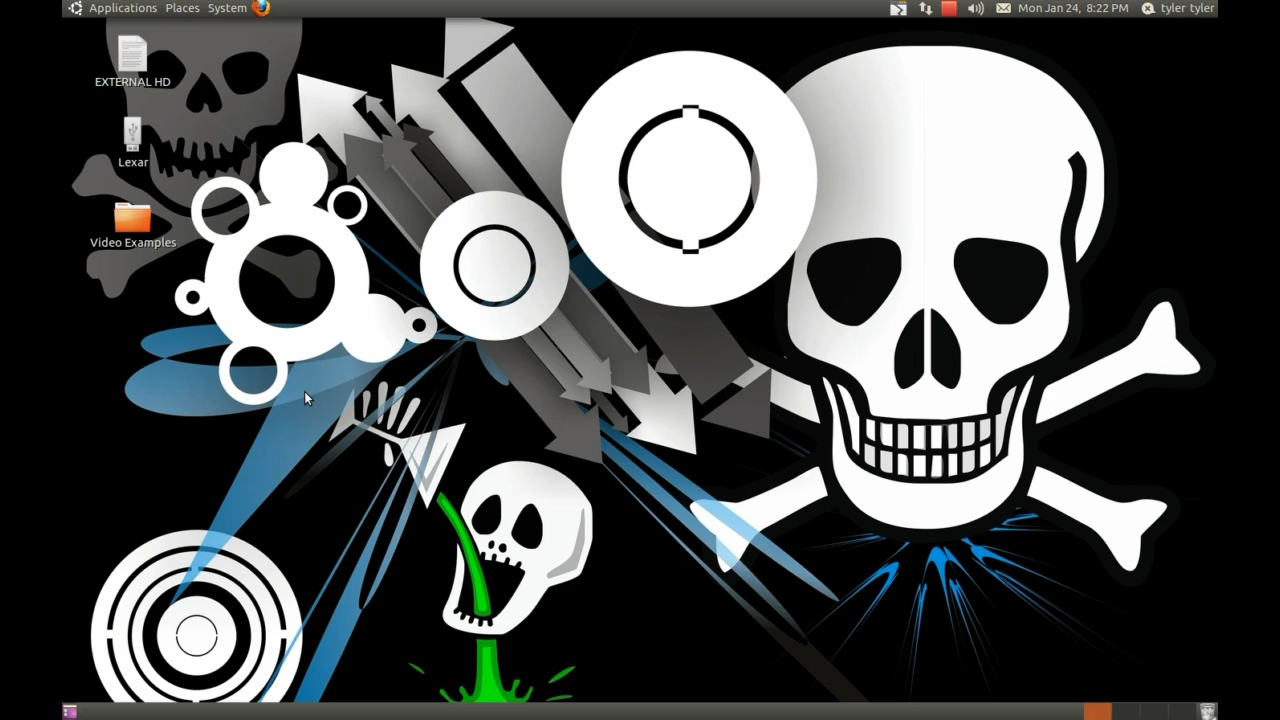 Applications Places System Mon Jan 24, 8:22 PM tyler tyler
EXTERNAL HD
Lexar
Video Examples